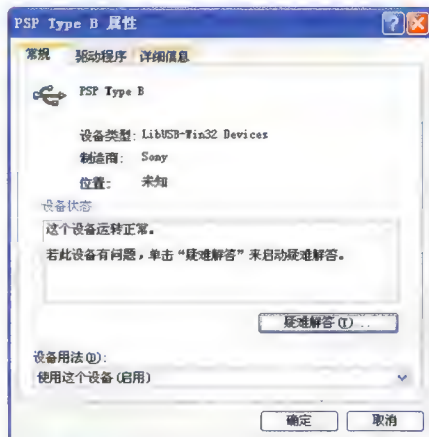 PSP Type B 属性
常规 驱动程序 详细信息
PSP Type B
设备类型: LibUSB-Win32 Devices
制造商: Sony
位置: 未知
设备状态
这个设备运转正常。
若此设备有问题，单击“疑难解答”来启动疑难解答。
疑难解答(T)...
设备用法(D):
使用这个设备(启用)
确定 取消